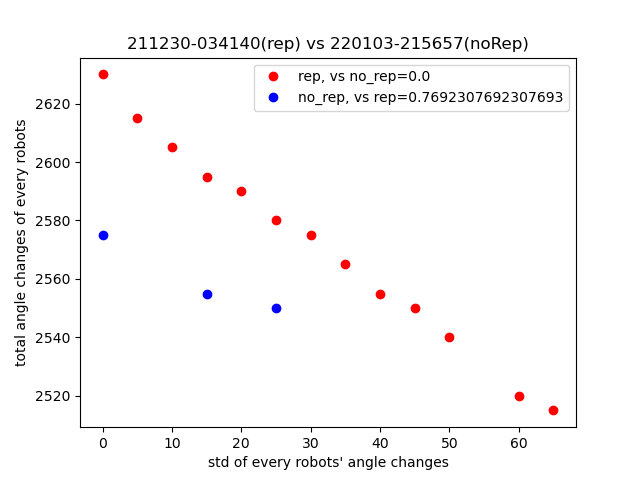 211230-034140(rep) vs 220103-215657(noRep)
rep, vs no_rep=0.0
no_rep, vs rep=0.7692307692307693
total angle changes of every robots
2620
2600
2580
2560
2540
2520
0 10 20 30 40 50 60
std of every robots' angle changes